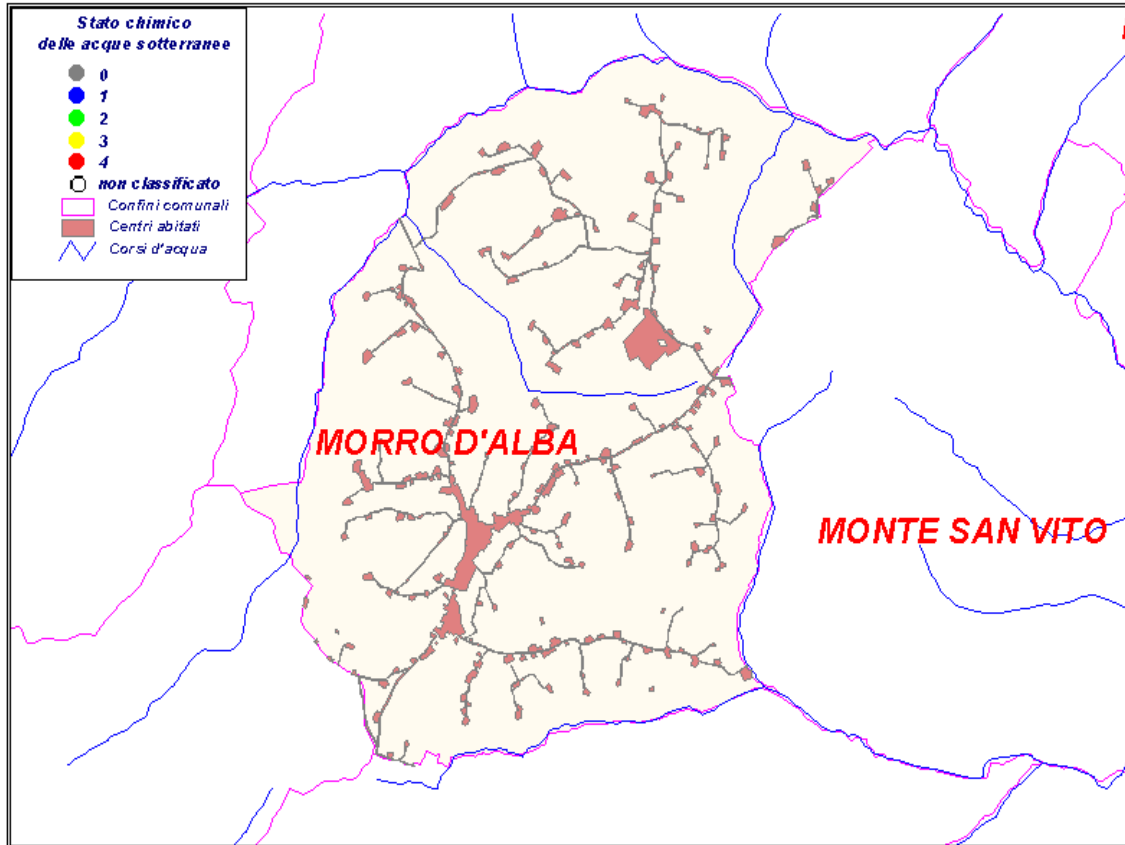 Stato chimico
delle acque sotterranee
0
1
2
3
4
non classificato
Confini comunali
Centri abitati
Corsi d'acqua
MORRO D'ALBA
MONTE SAN VITO